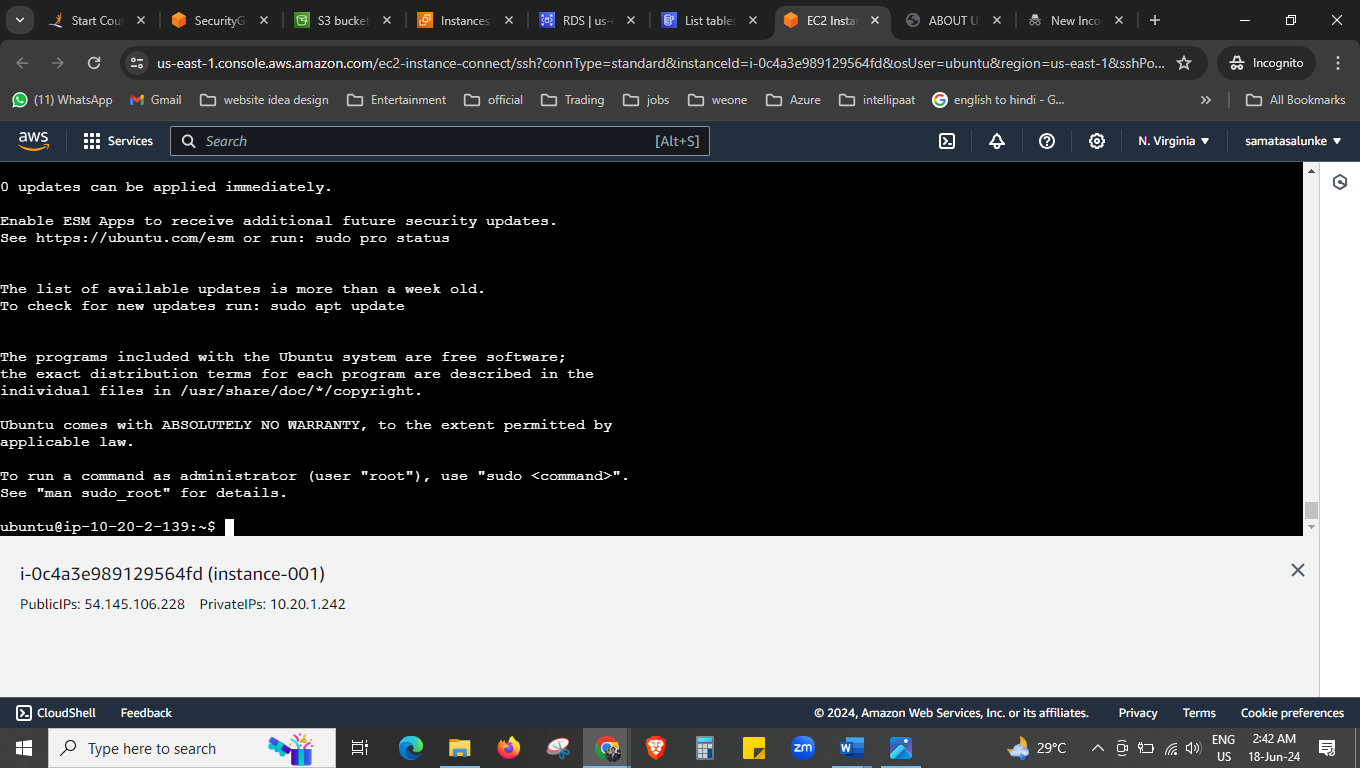 Start Cou
SecurityG
S3 bucket
Instances
RDS | us-e
List tables
EC2 Insta
ABOUT U
New Inco
us-east-1.console.aws.amazon.com/ec2-instance-connect/ssh?connType=standard&instanceId=i-0c4a3e989129564fd&osUser=ubuntu&region=us-east-1&sshPo...
Incognito
(11) WhatsApp
Gmail
website idea design
Entertainment
official
Trading
jobs
weone
Azure
intellipaat
english to hindi - G...
All Bookmarks
aws
Services
Search
[Alt+S]
N. Virginia
samatasalunke
0 updates can be applied immediately.
Enable ESM Apps to receive additional future security updates.
See https://ubuntu.com/esm or run: sudo pro status
The list of available updates is more than a week old.
To check for new updates run: sudo apt update
The programs included with the Ubuntu system are free software;
the exact distribution terms for each program are described in the
individual files in /usr/share/doc/*/copyright.
Ubuntu comes with ABSOLUTELY NO WARRANTY, to the extent permitted by
applicable law.
To run a command as administrator (user "root"), use "sudo <command>".
See "man sudo_root" for details.
ubuntu@ip-10-20-2-139:~$
i-0c4a3e989129564fd (instance-001)
PublicIPs: 54.145.106.228 PrivateIPs: 10.20.1.242
CloudShell
Feedback
© 2024, Amazon Web Services, Inc. or its affiliates.
Privacy
Terms
Cookie preferences
Type here to search
zm
29°C
ENG
US
2:42 AM
18-Jun-24